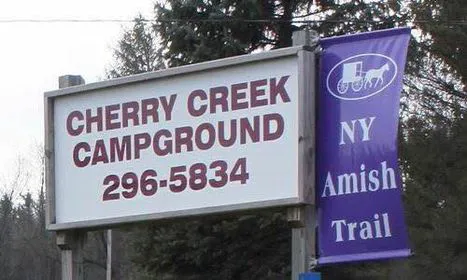 CHERRY CREEK
CAMPGROUND
296-5834
NY
Amish
Trail